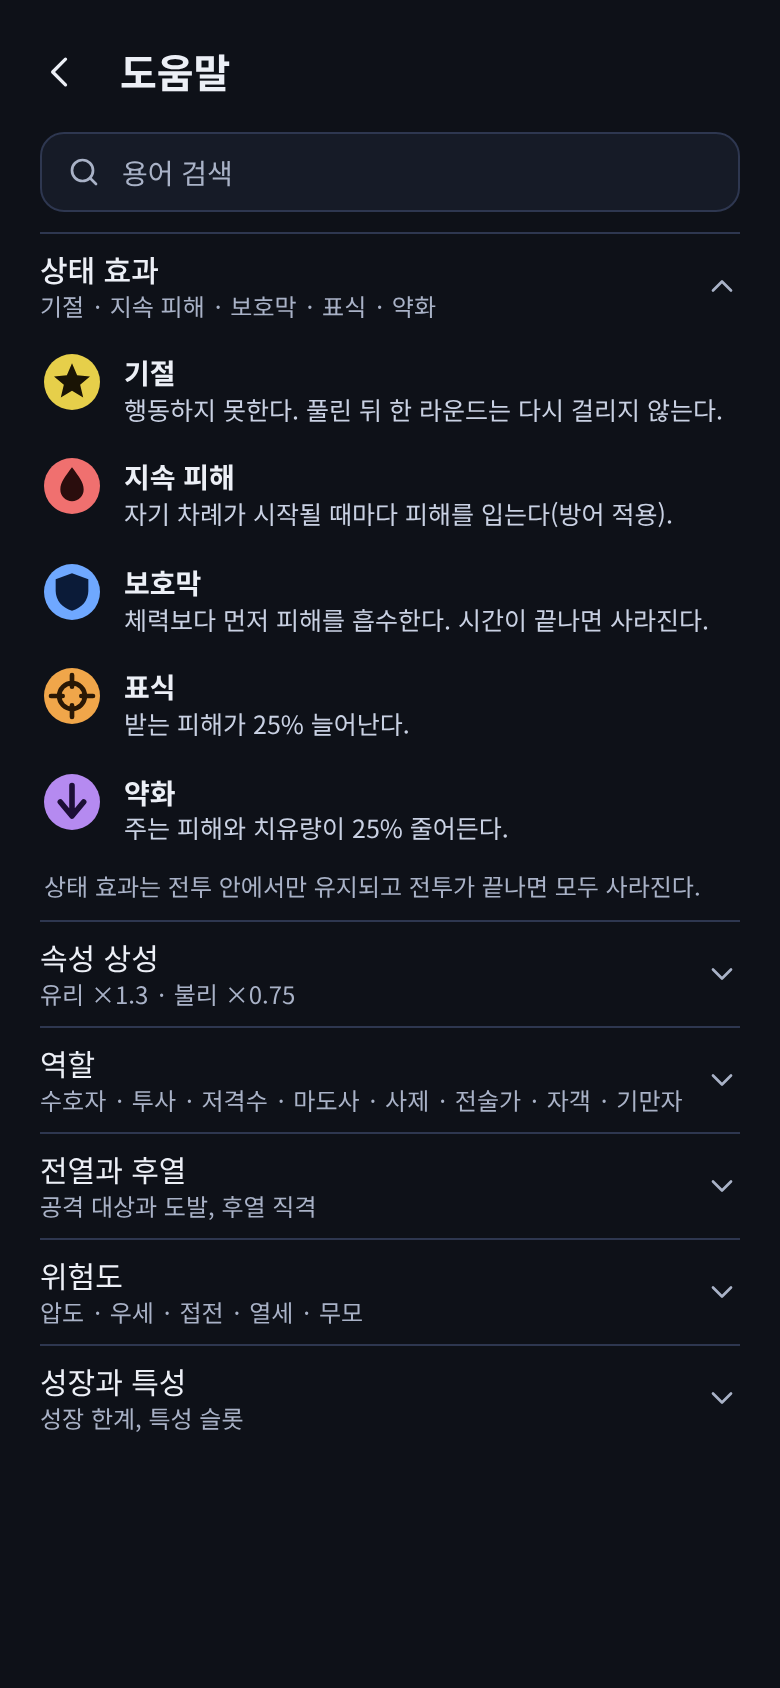 도움말
용어 검색
상태 효과
기절 · 지속 피해 · 보호막 · 표식 · 약화
기절
행동하지 못한다. 풀린 뒤 한 라운드는 다시 걸리지 않는다.
지속 피해
자기 차례가 시작될 때마다 피해를 입는다(방어 적용).
보호막
체력보다 먼저 피해를 흡수한다. 시간이 끝나면 사라진다.
표식
받는 피해가 25% 늘어난다.
약화
주는 피해와 치유량이 25% 줄어든다.
상태 효과는 전투 안에서만 유지되고 전투가 끝나면 모두 사라진다.
속성 상성
유리 ×1.3 · 불리 ×0.75
역할
수호자 · 투사 · 저격수 · 마도사 · 사제 · 전술가 · 자객 · 기만자
전열과 후열
공격 대상과 도발, 후열 직격
위험도
압도 · 우세 · 접전 · 열세 · 무모
성장과 특성
성장 한계, 특성 슬롯